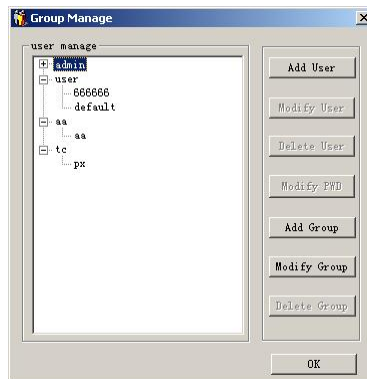 Group Manage
user manage
admin
user
666666
default
aa
aa
tc
px
Add User
Modify User
Delete User
Modify PWD
Add Group
Modify Group
Delete Group
OK